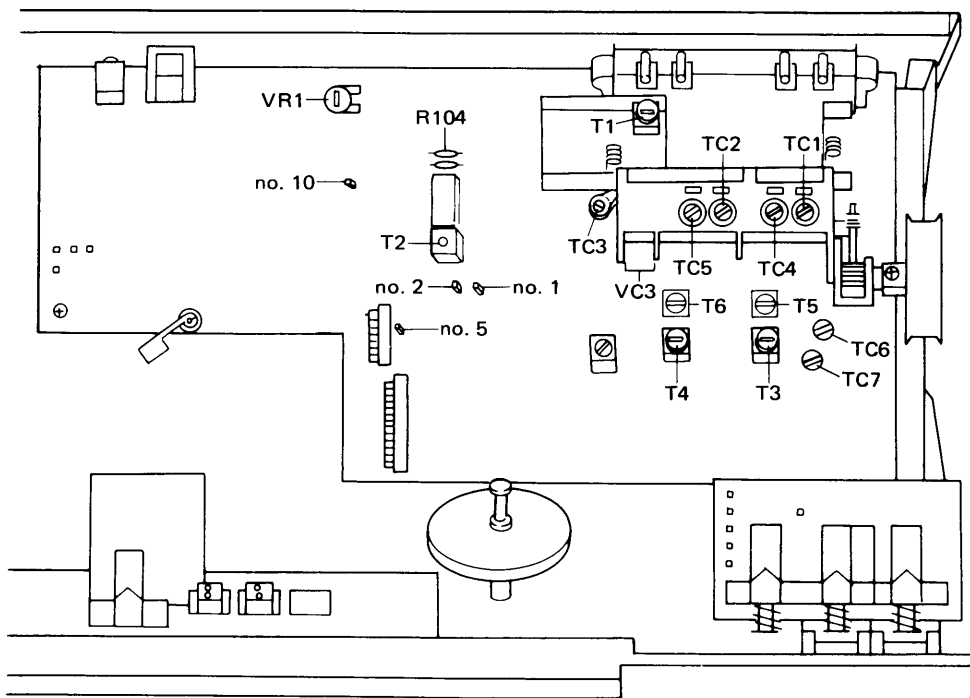 VR1
R104
T1
TC2
TC1
no. 10
T2
TC3
TC5
TC4
no. 2
no. 1
VC3
T6
T5
no. 5
TC6
TC7
T4
T3